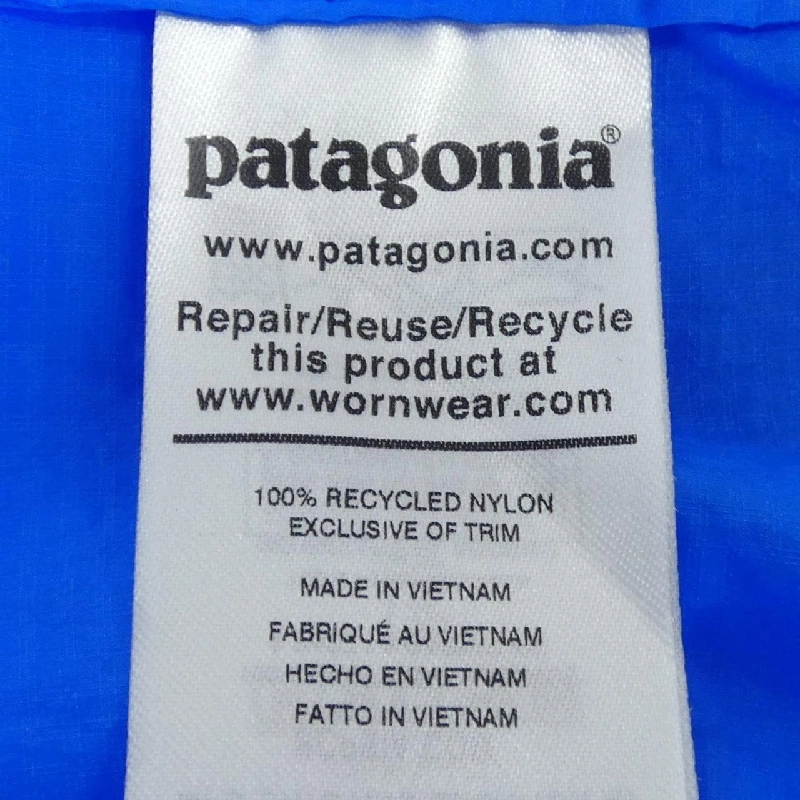 patagonia®
www.patagonia.com
Repair/Reuse/Recycle
this product at
www.wornwear.com
100% RECYCLED NYLON
EXCLUSIVE OF TRIM
MADE IN VIETNAM
FABRIQUÉ AU VIETNAM
HECHO EN VIETNAM
FATTO IN VIETNAM